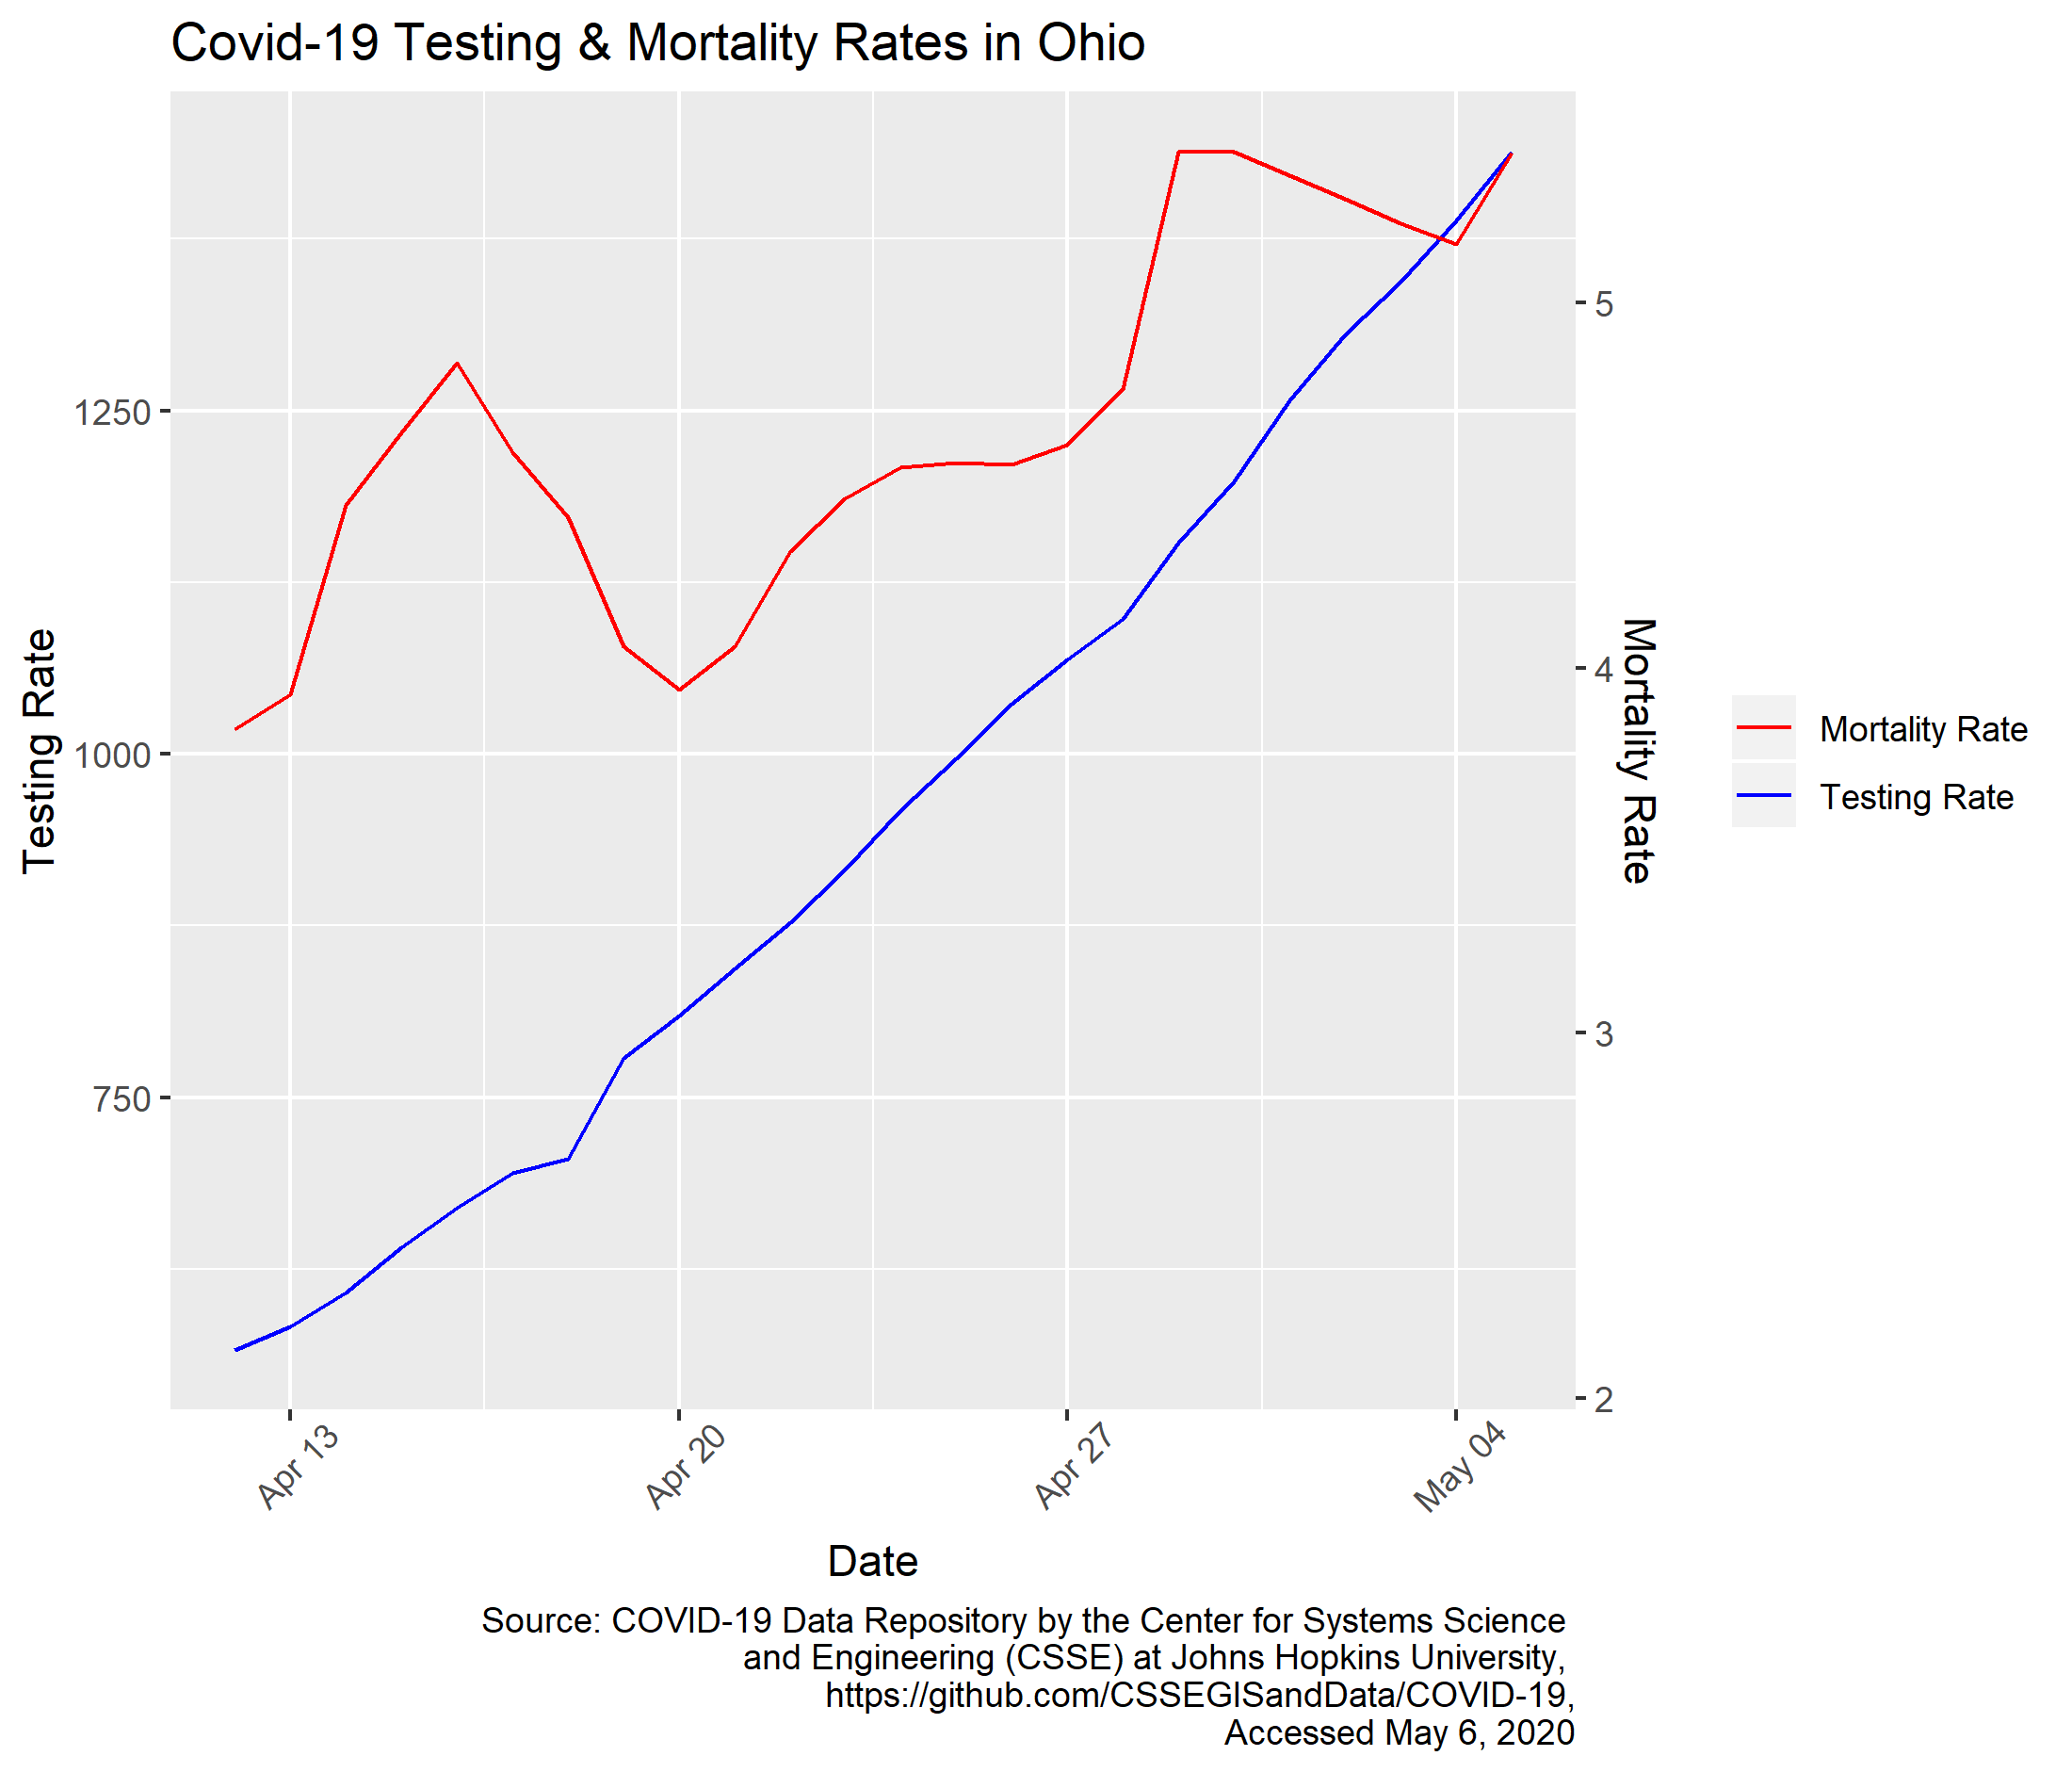 Covid-19 Testing & Mortality Rates in Ohio
Testing Rate
1250
1000
750
5
4
3
2
Mortality Rate
Mortality Rate
Testing Rate
Apr 13
Apr 20
Apr 27
May 04
Date
Source: COVID-19 Data Repository by the Center for Systems Science
and Engineering (CSSE) at Johns Hopkins University,
https://github.com/CSSEGISandData/COVID-19,
Accessed May 6, 2020